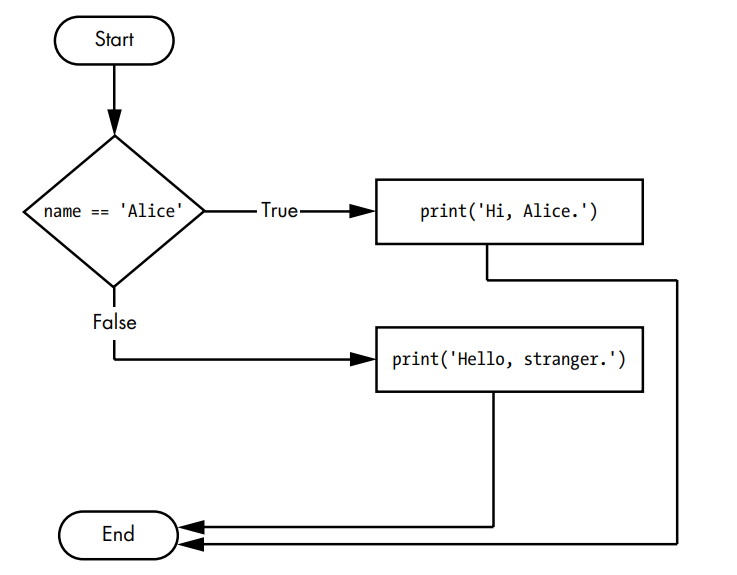 Start
name == 'Alice'
True
print('Hi, Alice.')
False
print('Hello, stranger.')
End